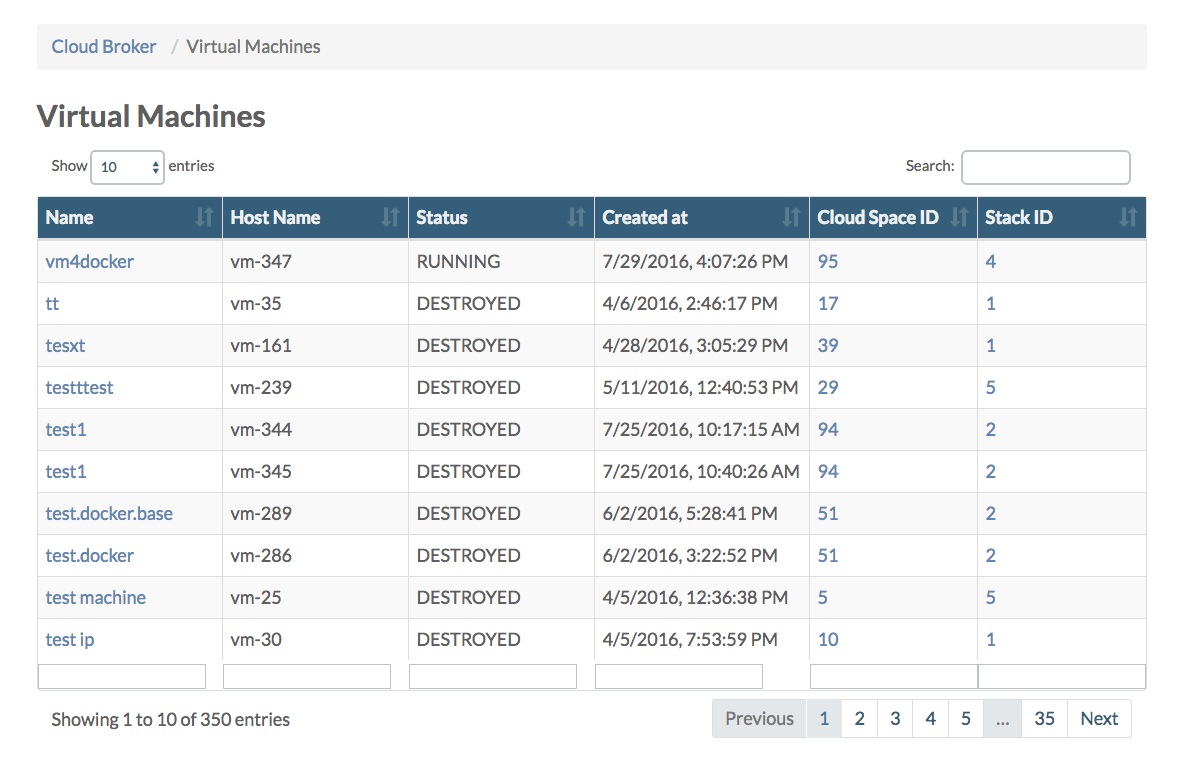 Cloud Broker / Virtual Machines
Virtual Machines
Show 10 entries Search:
Name Host Name Status Created at Cloud Space ID Stack ID
vm4docker vm-347 RUNNING 7/29/2016, 4:07:26 PM 95 4
tt vm-35 DESTROYED 4/6/2016, 2:46:17 PM 17 1
tesxt vm-161 DESTROYED 4/28/2016, 3:05:29 PM 39 1
testttest vm-239 DESTROYED 5/11/2016, 12:40:53 PM 29 5
test1 vm-344 DESTROYED 7/25/2016, 10:17:15 AM 94 2
test1 vm-345 DESTROYED 7/25/2016, 10:40:26 AM 94 2
test.docker.base vm-289 DESTROYED 6/2/2016, 5:28:41 PM 51 2
test.docker vm-286 DESTROYED 6/2/2016, 3:22:52 PM 51 2
test machine vm-25 DESTROYED 4/5/2016, 12:36:38 PM 5 5
test ip vm-30 DESTROYED 4/5/2016, 7:53:59 PM 10 1
Showing 1 to 10 of 350 entries Previous 1 2 3 4 5 ... 35 Next